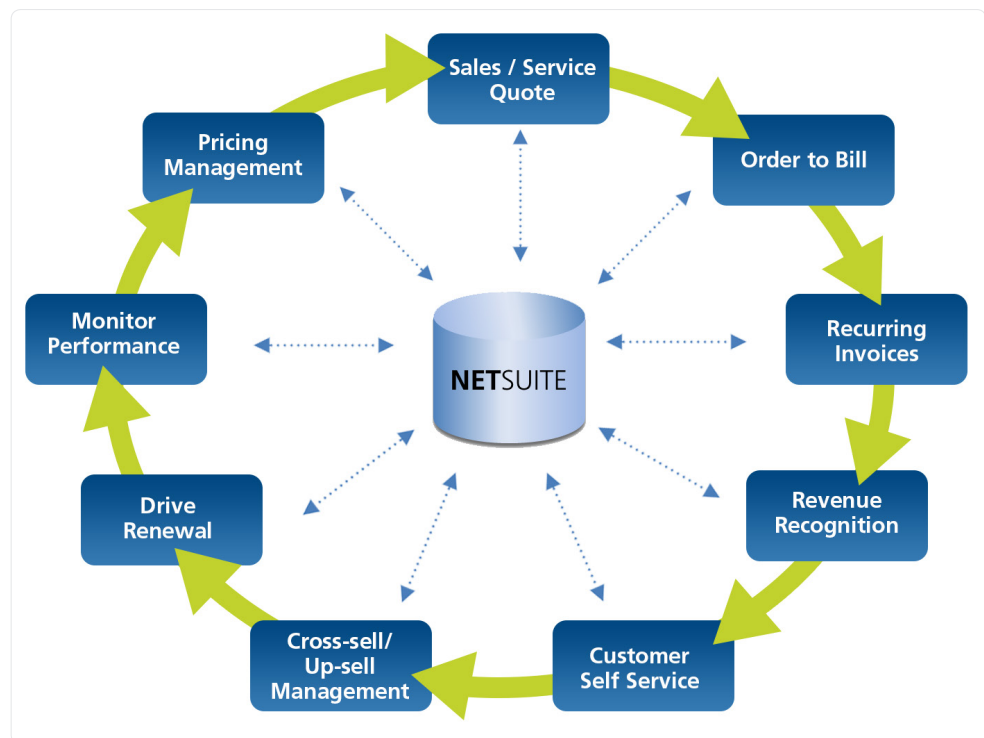 Sales / Service
Quote
Order to Bill
Recurring
Invoices
Revenue
Recognition
Customer
Self Service
Cross-sell/
Up-sell
Management
Drive
Renewal
Monitor
Performance
Pricing
Management
NETSUITE